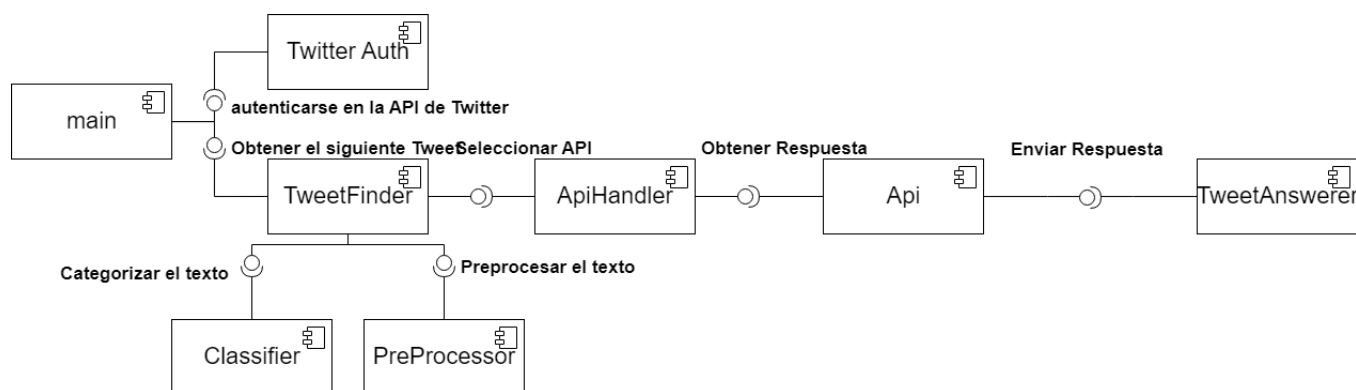 Twitter Auth
main
autenticarse en la API de Twitter
Obtener el siguiente Tweet
Seleccionar API
Obtener Respuesta
Enviar Respuesta
TweetFinder
ApiHandler
Api
TweetAnswerer
Categorizar el texto
Preprocesar el texto
Classifier
PreProcessor